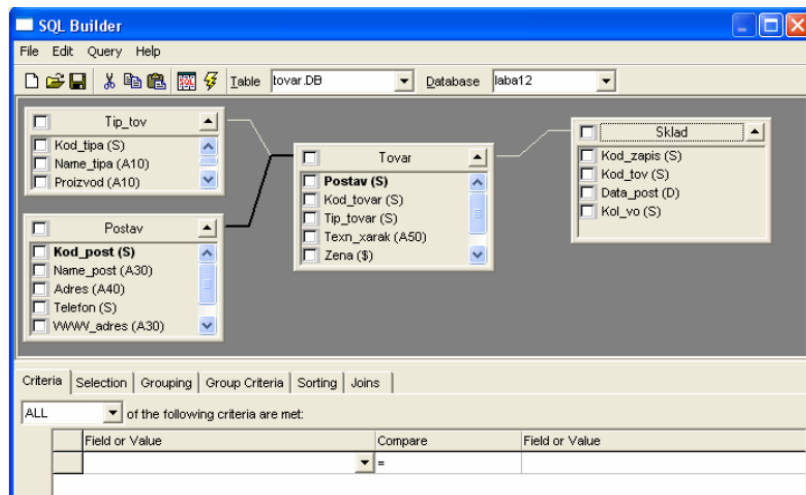 SQL Builder
File Edit Query Help
Table tovar.DB Database laba12
Tip_tov
Kod_tipa (S)
Name_tipa (A10)
Proizvod (A10)
Postav
Kod_post (S)
Name_post (A30)
Adres (A40)
Telefon (S)
WWW_adres (A30)
Tovar
Postav (S)
Kod_tovar (S)
Tip_tovar (S)
Texn_xarak (A50)
Zena ($)
Sklad
Kod_zapis (S)
Kod_tov (S)
Data_post (D)
Kol_vo (S)
Criteria Selection Grouping Group Criteria Sorting Joins
ALL of the following criteria are met:
Field or Value Compare Field or Value
=